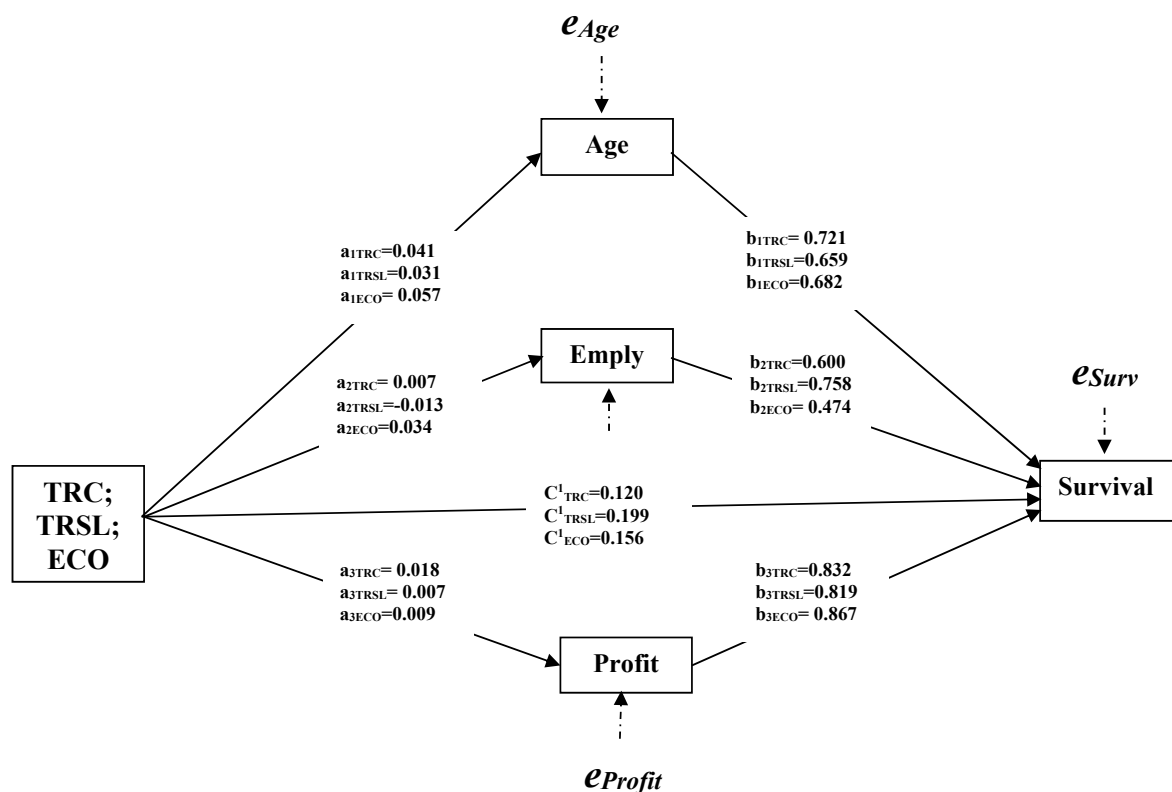 eAge
Age
a1TRC=0.041
a1TRSL=0.031
a1ECO= 0.057
b1TRC= 0.721
b1TRSL=0.659
b1ECO=0.682
Emply
a2TRC= 0.007
a2TRSL=-0.013
a2ECO=0.034
b2TRC=0.600
b2TRSL=0.758
b2ECO= 0.474
eSurv
TRC;
TRSL;
ECO
C1TRC=0.120
C1TRSL=0.199
C1ECO=0.156
Survival
a3TRC= 0.018
a3TRSL= 0.007
a3ECO=0.009
b3TRC=0.832
b3TRSL=0.819
b3ECO= 0.867
Profit
eProfit